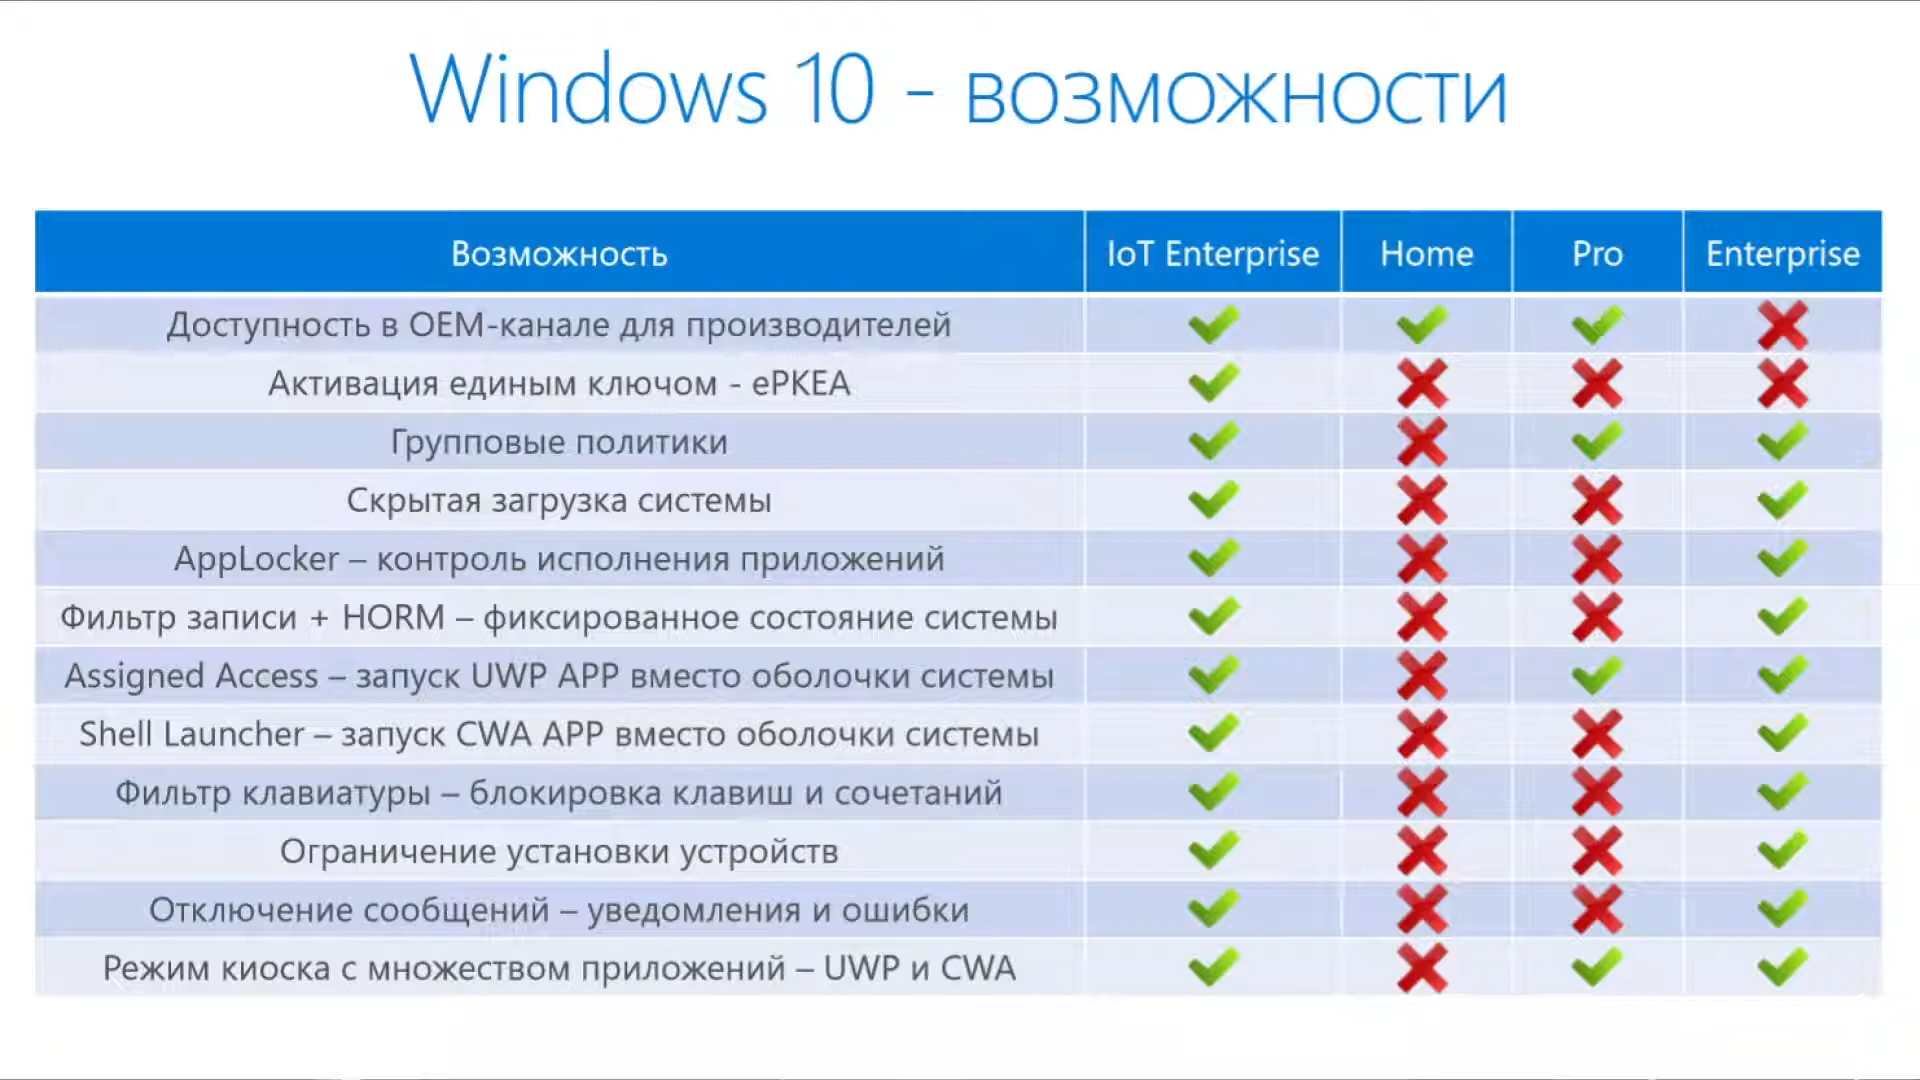 Windows 10 - возможности
Возможность IoT Enterprise Home Pro Enterprise
Доступность в OEM-канале для производителей
Активация единым ключом - ePKEA
Групповые политики
Скрытая загрузка системы
AppLocker – контроль исполнения приложений
Фильтр записи + HORM – фиксированное состояние системы
Assigned Access – запуск UWP APP вместо оболочки системы
Shell Launcher – запуск CWA APP вместо оболочки системы
Фильтр клавиатуры – блокировка клавиш и сочетаний
Ограничение установки устройств
Отключение сообщений – уведомления и ошибки
Режим киоска с множеством приложений – UWP и CWA